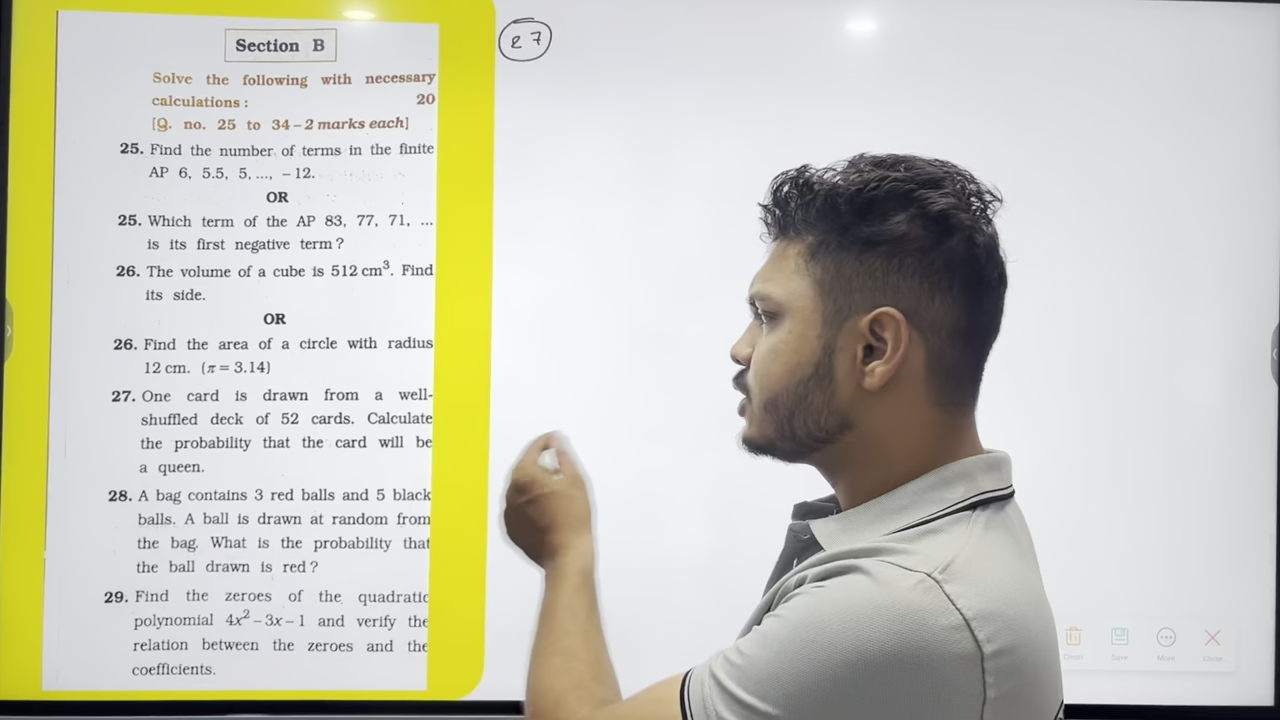 Section B
Solve the following with necessary
calculations : 20
[Q. no. 25 to 34 – 2 marks each]
25. Find the number of terms in the finite
AP 6, 5.5, 5, ..., – 12.
OR
25. Which term of the AP 83, 77, 71, ...
is its first negative term ?
26. The volume of a cube is 512 cm³. Find
its side.
OR
26. Find the area of a circle with radius
12 cm. (π = 3.14)
27. One card is drawn from a well-
shuffled deck of 52 cards. Calculate
the probability that the card will be
a queen.
28. A bag contains 3 red balls and 5 black
balls. A ball is drawn at random from
the bag. What is the probability that
the ball drawn is red ?
29. Find the zeroes of the quadratic
polynomial 4x² – 3x – 1 and verify the
relation between the zeroes and the
coefficients.
27
Clear Save More Close